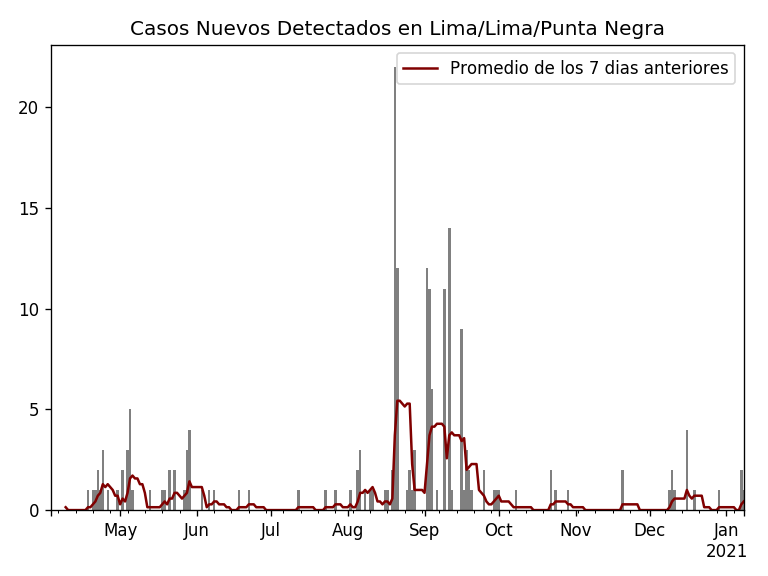 Casos Nuevos Detectados en Lima/Lima/Punta Negra
Promedio de los 7 dias anteriores
20
15
10
5
0
May Jun Jul Aug Sep Oct Nov Dec Jan
2021